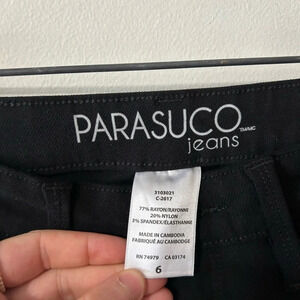 PARASUCO TM/MC
jeans
3103021
C-2617
77% RAYON/RAYONNE
20% NYLON
3% SPANDEX/ÉLASTHANNE
MADE IN CAMBODIA
FABRIQUÉ AU CAMBODGE
RN 74979 CA 03174
6